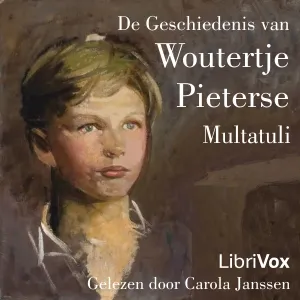 De Geschiedenis van
Woutertje
Pieterse
Multatuli
LibriVox
Gelezen door Carola Janssen